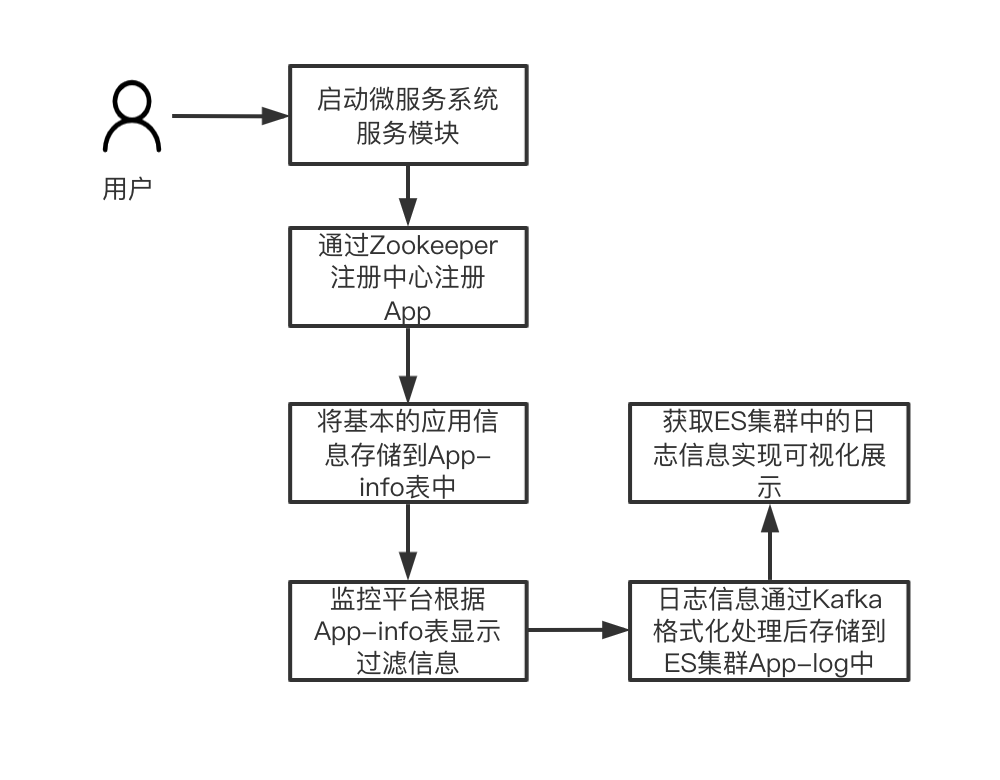 用户
启动微服务系统
服务模块
通过Zookeeper
注册中心注册
App
将基本的应用信
息存储到App-
info表中
监控平台根据
App-info表显示
过滤信息
日志信息通过Kafka
格式化处理后存储到
ES集群App-log中
获取ES集群中的日
志信息实现可视化展
示